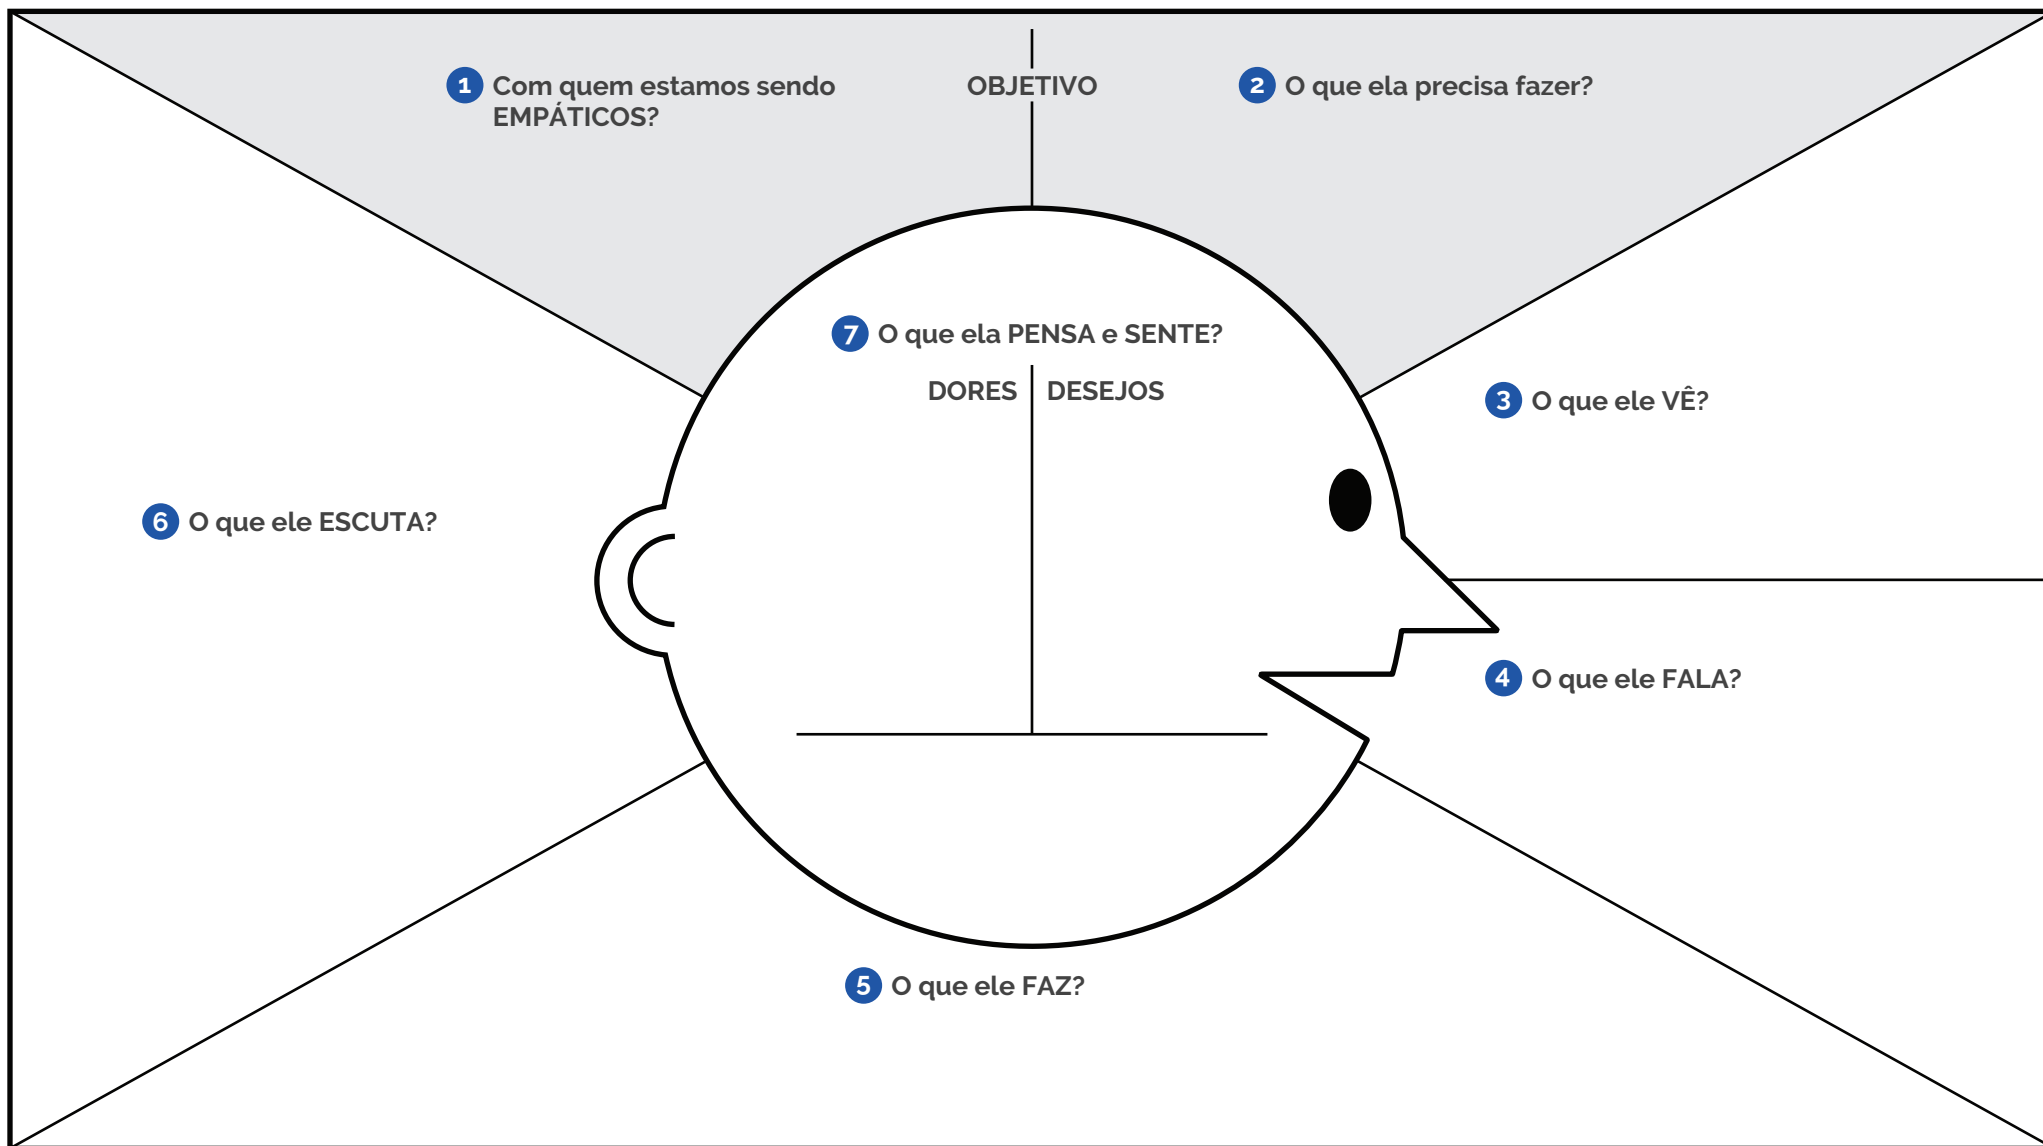 1 Com quem estamos sendo
EMPÁTICOS?
OBJETIVO
2 O que ela precisa fazer?
7 O que ela PENSA e SENTE?
DORES
DESEJOS
3 O que ele VÊ?
4 O que ele FALA?
5 O que ele FAZ?
6 O que ele ESCUTA?